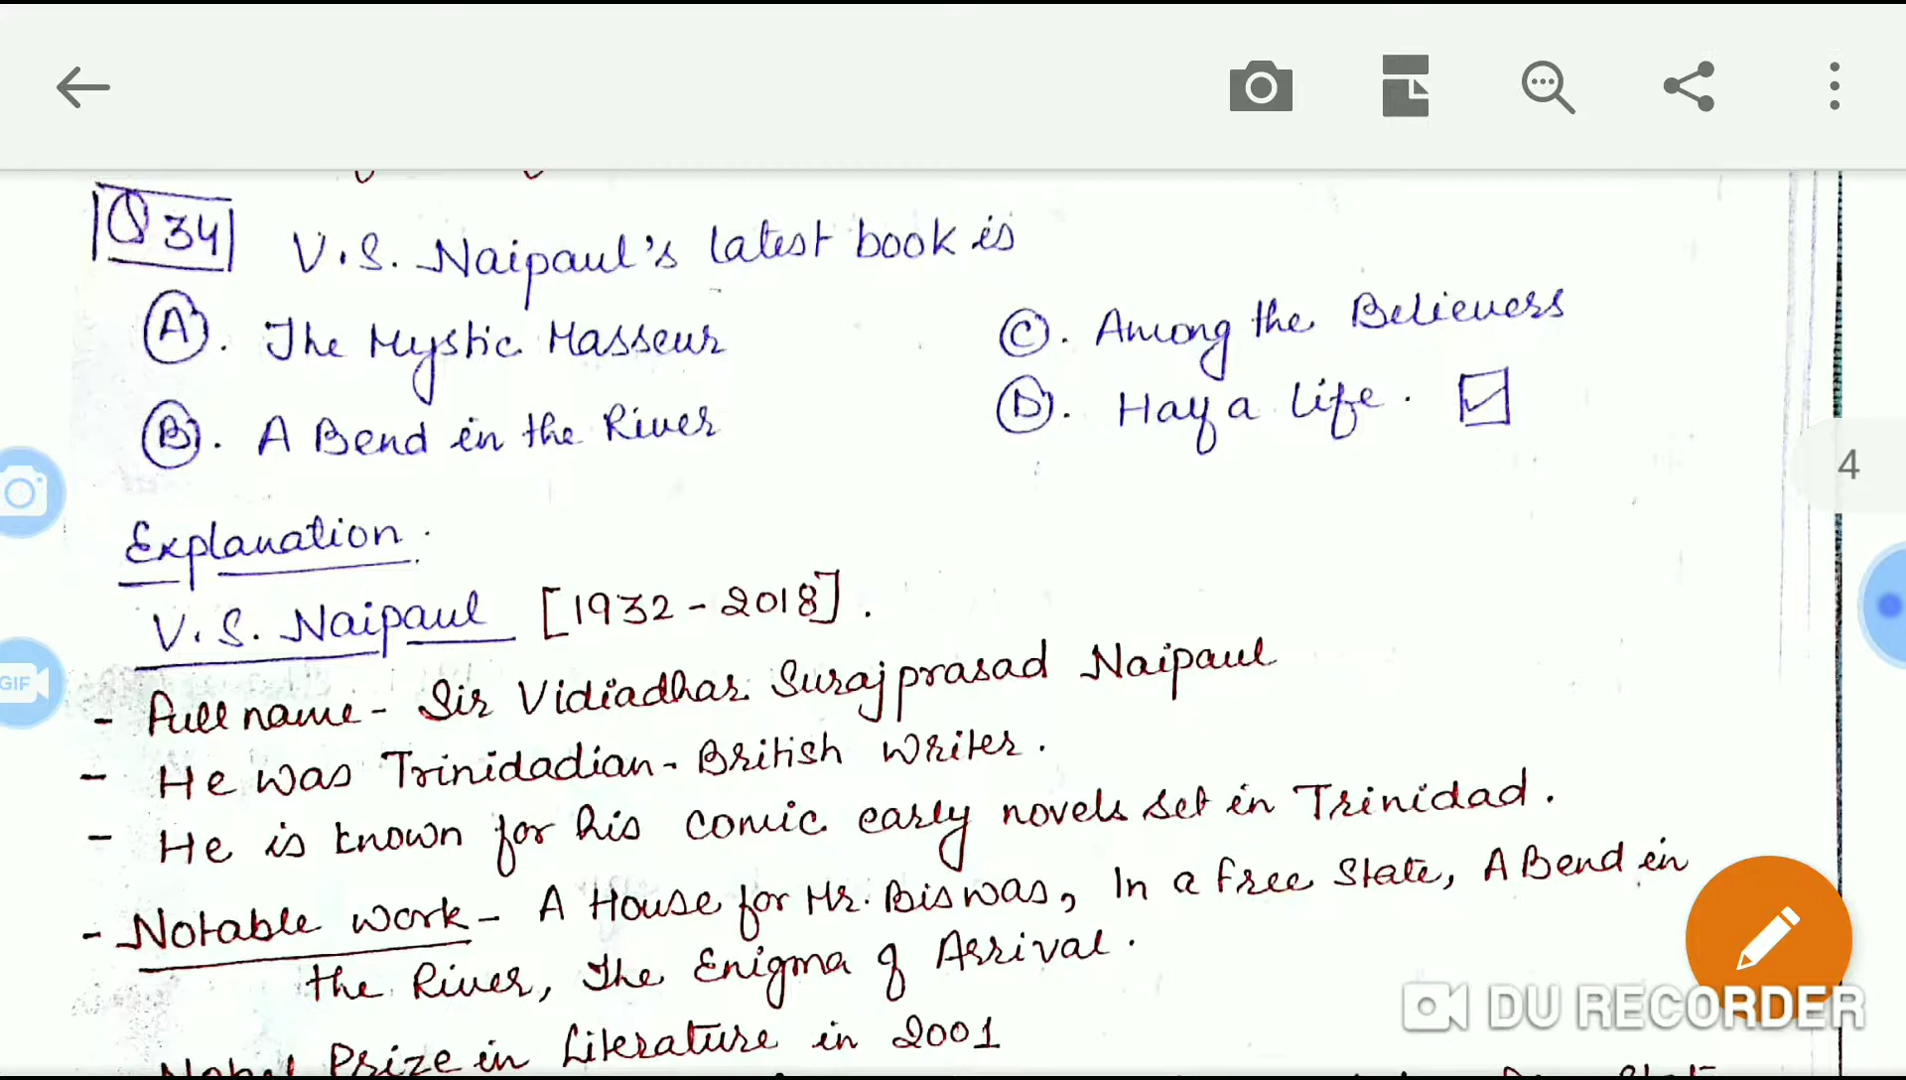 Q 34 V.S. Naipaul's latest book is
A. The Mystic Masseur
C. Among the Believers
B. A Bend in the River
D. Half a Life.
4
Explanation.
V.S. Naipaul [1932-2018].
- Full name - Sir Vidiadhar Surajprasad Naipaul
- He was Trinidadian-British writer.
- He is known for his comic early novels set in Trinidad.
- Notable work - A House for Mr. Biswas, In a free State, A Bend in
the River, The Enigma of Arrival.
Nobel Prize in Literature in 2001
GIF
DU RECORDER